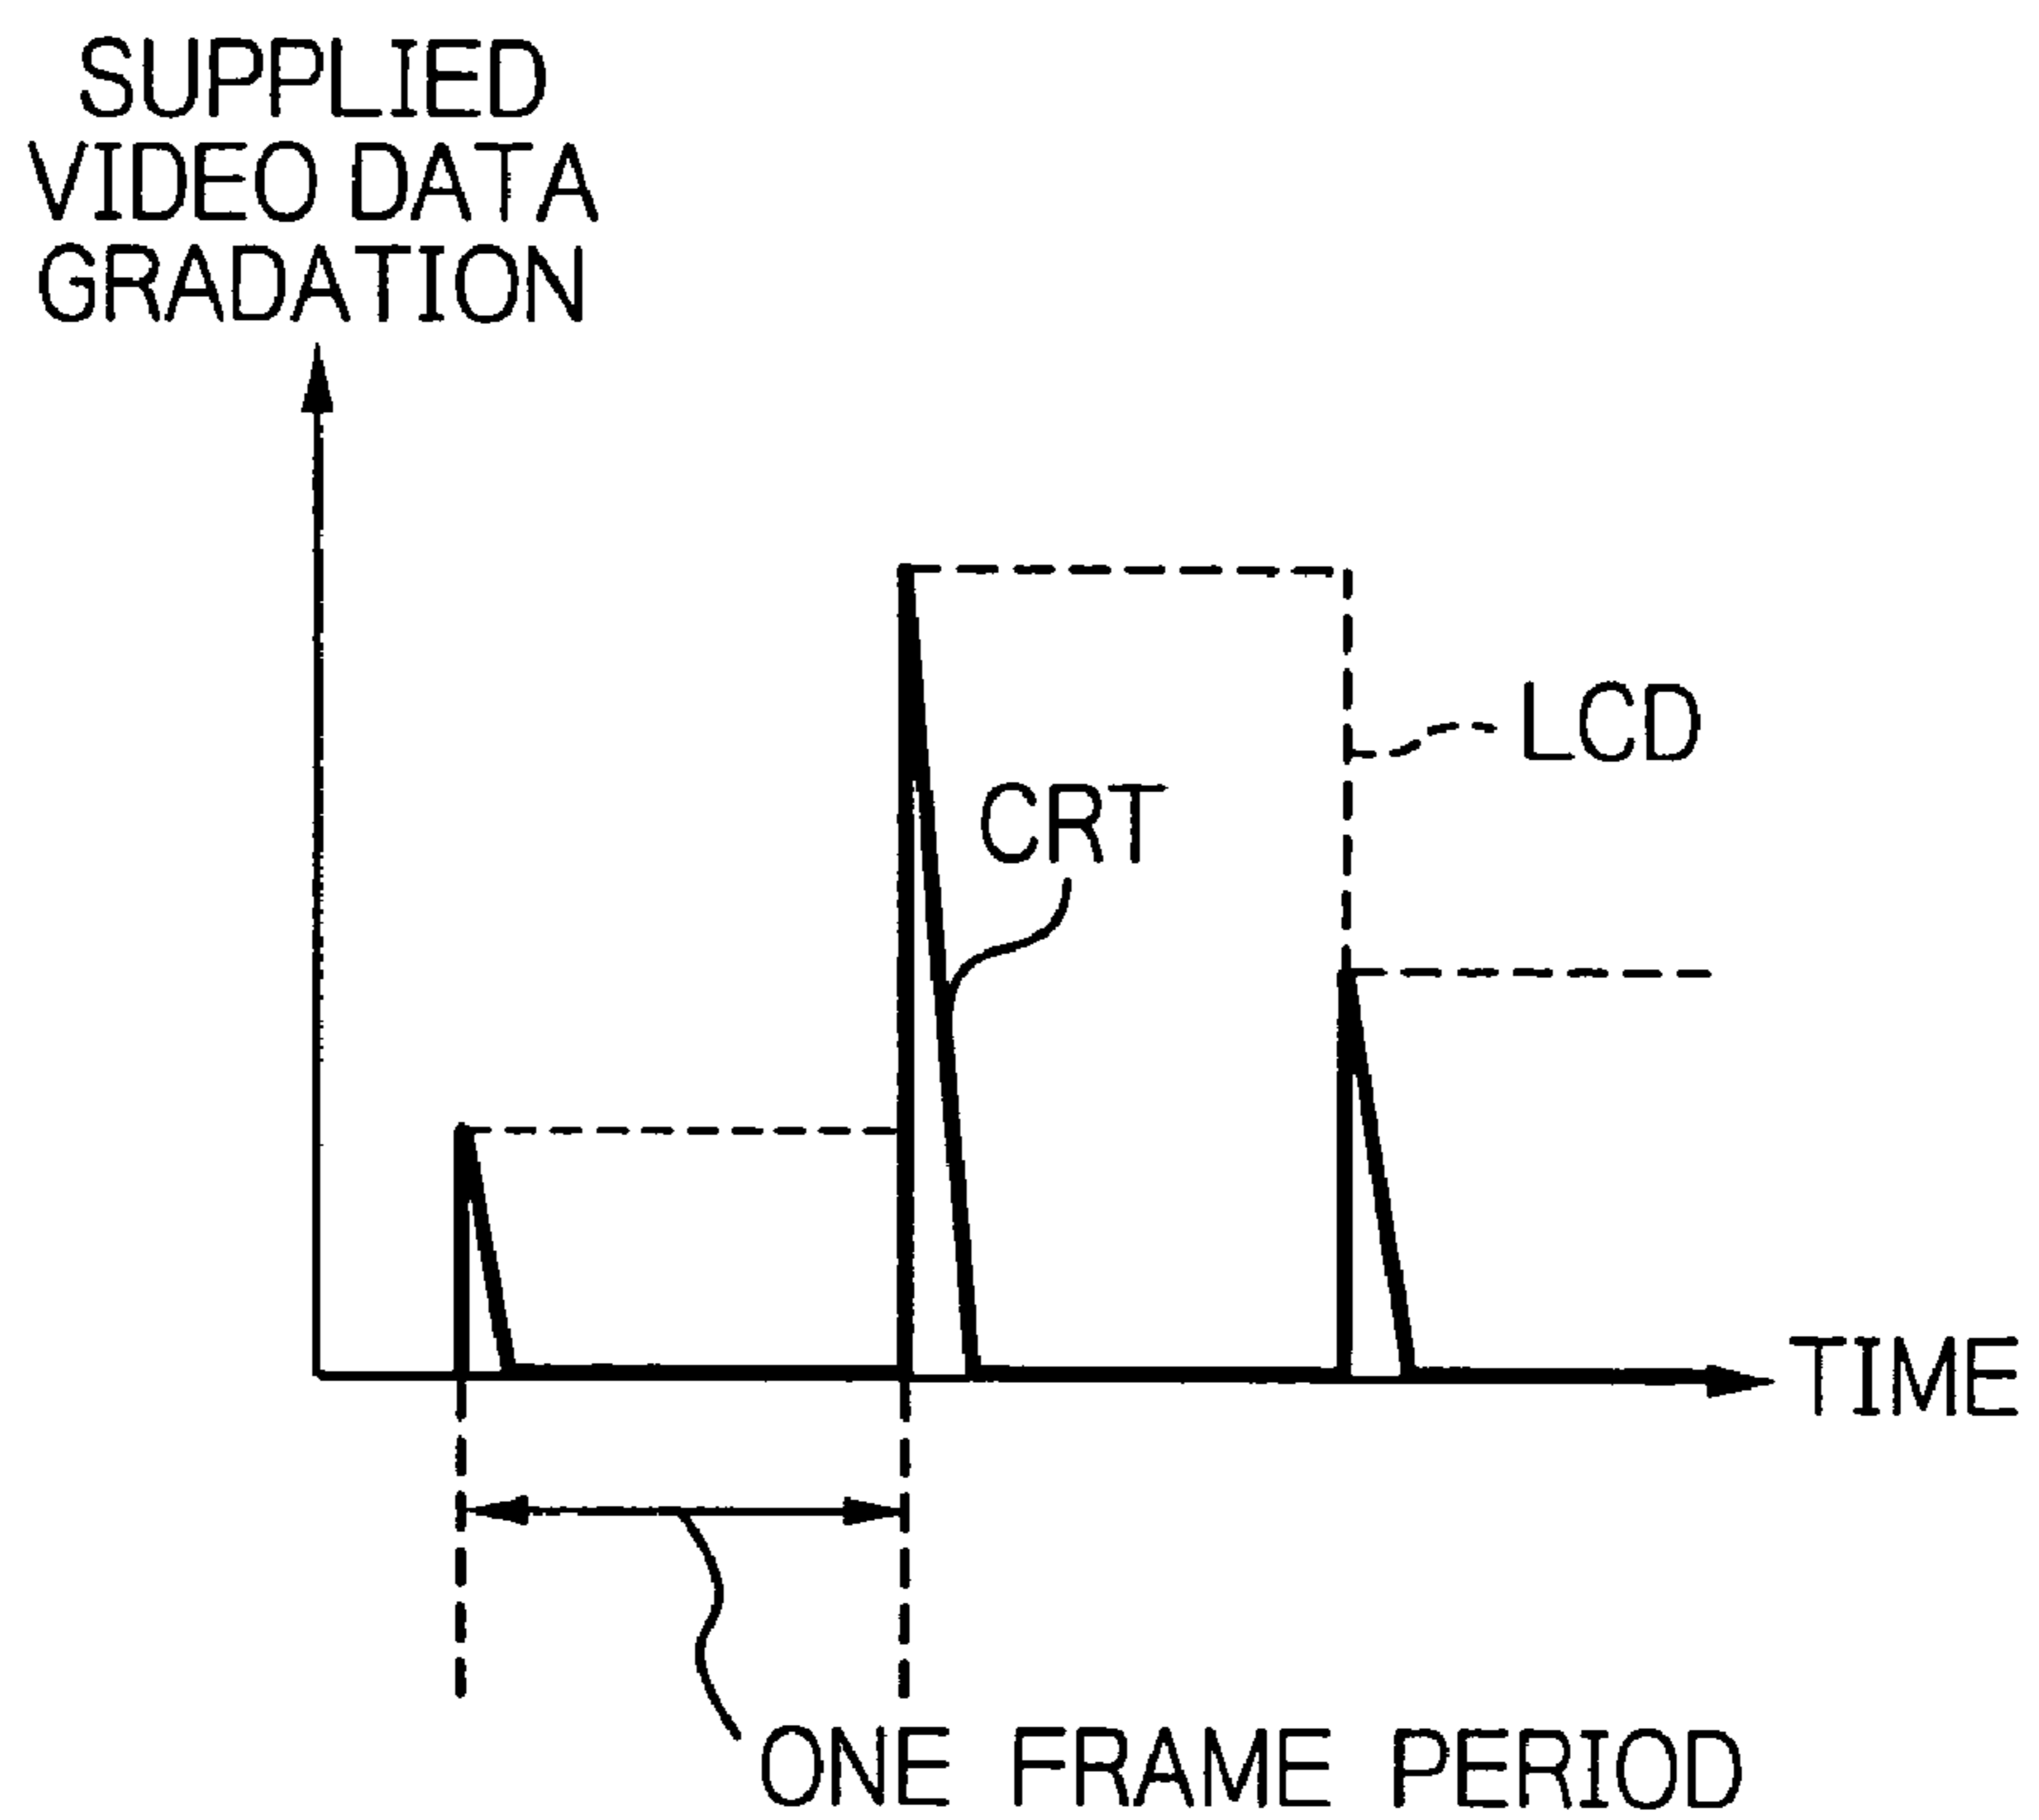 SUPPLIED
VIDEO DATA
GRADATION
LCD
CRT
TIME
ONE FRAME PERIOD